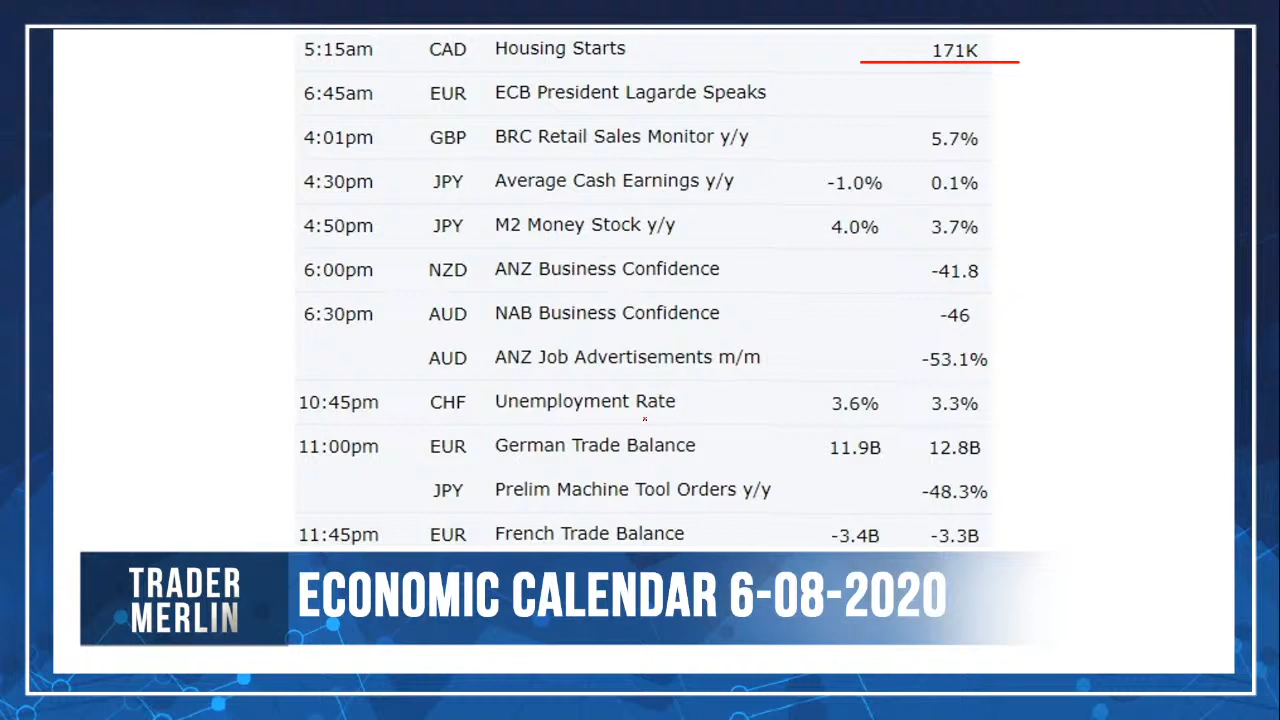 5:15am CAD Housing Starts 171K
6:45am EUR ECB President Lagarde Speaks
4:01pm GBP BRC Retail Sales Monitor y/y 5.7%
4:30pm JPY Average Cash Earnings y/y -1.0% 0.1%
4:50pm JPY M2 Money Stock y/y 4.0% 3.7%
6:00pm NZD ANZ Business Confidence -41.8
6:30pm AUD NAB Business Confidence -46
AUD ANZ Job Advertisements m/m -53.1%
10:45pm CHF Unemployment Rate 3.6% 3.3%
11:00pm EUR German Trade Balance 11.9B 12.8B
JPY Prelim Machine Tool Orders y/y -48.3%
11:45pm EUR French Trade Balance -3.4B -3.3B
TRADER
MERLIN
ECONOMIC CALENDAR 6-08-2020